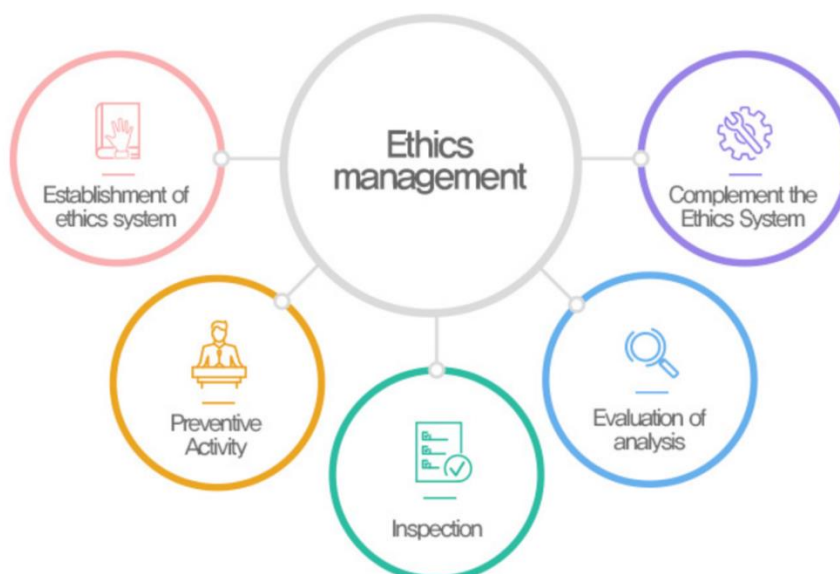 Ethics
management
Establishment of
ethics system
Preventive
Activity
Inspection
Evaluation of
analysis
Complement the
Ethics System